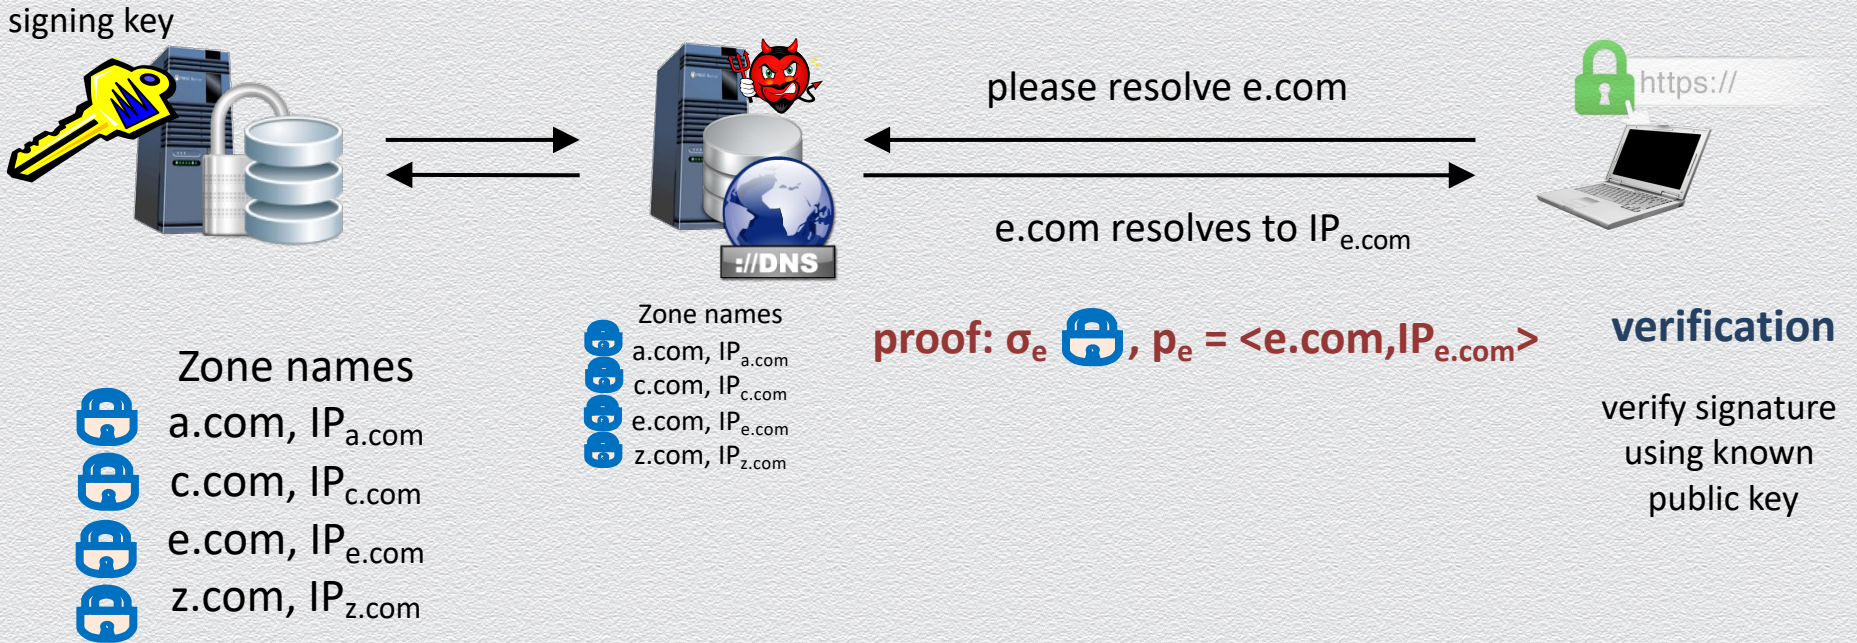 signing key
please resolve e.com
https://
e.com resolves to IPe.com
://DNS
Zone names
a.com, IPa.com
c.com, IPc.com
e.com, IPe.com
z.com, IPz.com
proof: σe , pe = <e.com,IPe.com>
verification
verify signature
using known
public key
Zone names
a.com, IPa.com
c.com, IPc.com
e.com, IPe.com
z.com, IPz.com